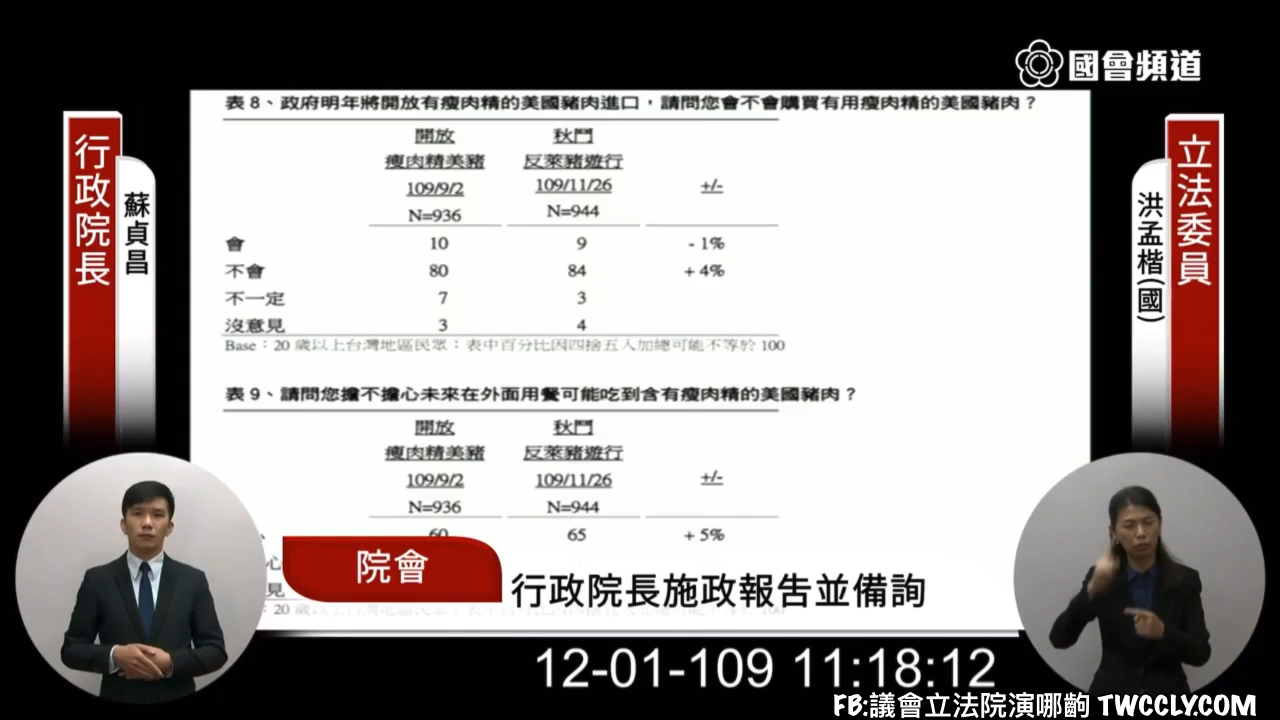 國會頻道
行政院長
蘇貞昌
立法委員
洪孟楷(國)
表 8、政府明年將開放有瘦肉精的美國豬肉進口，請問您會不會購買有用瘦肉精的美國豬肉？
開放 秋鬥
瘦肉精美豬 反萊豬遊行
109/9/2 109/11/26 +/-
N=936 N=944
會 10 9 - 1%
不會 80 84 + 4%
不一定 7 3
沒意見 3 4
Base：20 歲以上台灣地區民眾；表中百分比因四捨五入加總可能不等於 100
表 9、請問您擔不擔心未來在外面用餐可能吃到含有瘦肉精的美國豬肉？
開放 秋鬥
瘦肉精美豬 反萊豬遊行
109/9/2 109/11/26 +/-
N=936 N=944
60 65 + 5%
心
見
院會
行政院長施政報告並備詢
12-01-109 11:18:12
FB:議會立法院演哪齣 TWCCLY.COM